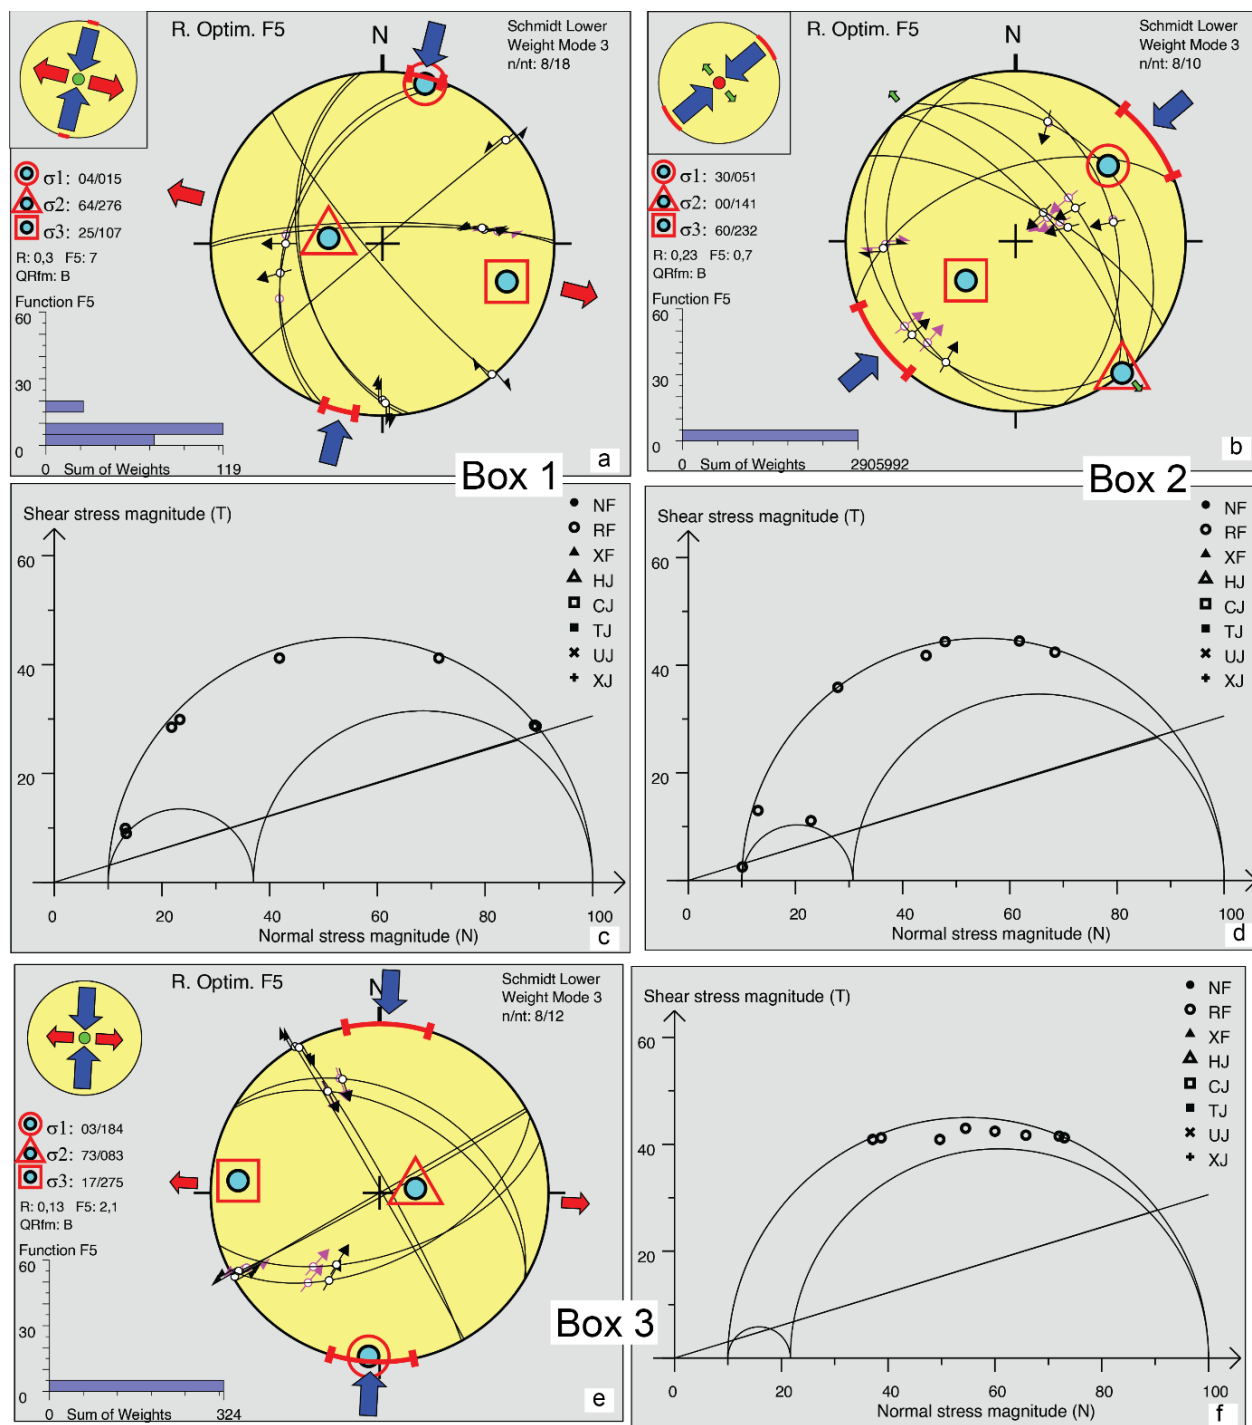 R. Optim. F5
N
Schmidt Lower
Weight Mode 3
n/nt: 8/18
σ1: 04/015
σ2: 64/276
σ3: 25/107
R: 0,3 F5: 7
QRfm: B
Function F5
60
30
0
0 Sum of Weights 119
a
R. Optim. F5
N
Schmidt Lower
Weight Mode 3
n/nt: 8/10
σ1: 30/051
σ2: 00/141
σ3: 60/232
R: 0,23 F5: 0,7
QRfm: B
Function F5
60
30
0
0 Sum of Weights 2905992
b
Box 1
Box 2
Shear stress magnitude (T)
60
40
20
0 20 40 60 80 100
Normal stress magnitude (N)
NF
RF
XF
HJ
CJ
TJ
UJ
XJ
c
Shear stress magnitude (T)
60
40
20
0 20 40 60 80 100
Normal stress magnitude (N)
NF
RF
XF
HJ
CJ
TJ
UJ
XJ
d
R. Optim. F5
N
Schmidt Lower
Weight Mode 3
n/nt: 8/12
σ1: 03/184
σ2: 73/083
σ3: 17/275
R: 0,13 F5: 2,1
QRfm: B
Function F5
60
30
0
0 Sum of Weights 324
e
Box 3
Shear stress magnitude (T)
60
40
20
0 20 40 60 80 100
Normal stress magnitude (N)
NF
RF
XF
HJ
CJ
TJ
UJ
XJ
f